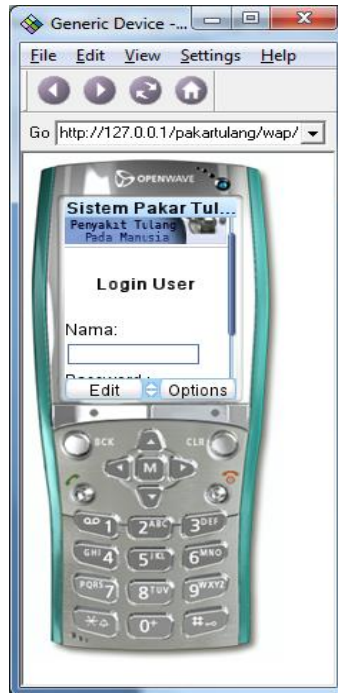 Generic Device -...
File Edit View Settings Help
Go http://127.0.0.1/pakartulang/wap/
OPENWAVE
Sistem Pakar Tul...
Penyakit Tulang
Pada Manusia
Login User
Nama:
Password :
Edit Options
BCK CLR
M
1 2ABC 3DEF
GHI4 5JKL 6MNO
PQRS7 8TUV 9WXYZ
* 0+ #